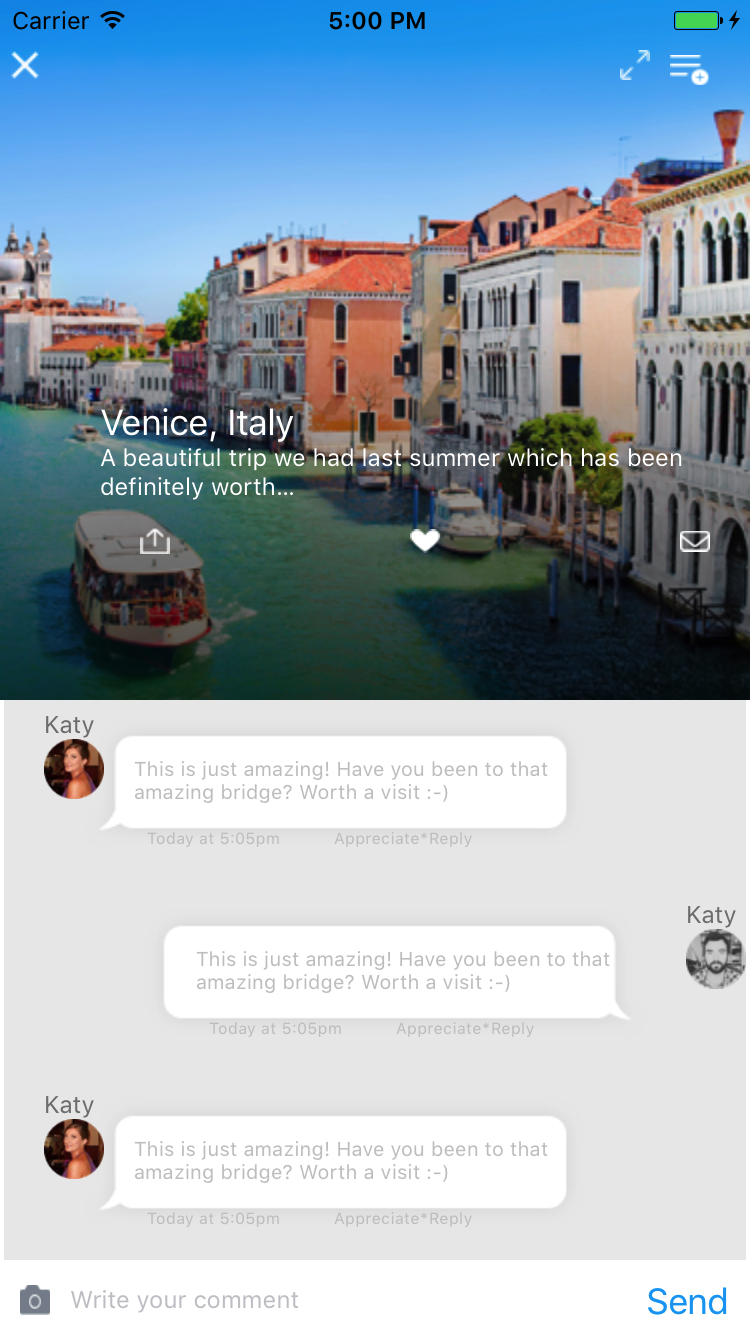 Carrier 5:00 PM
Venice, Italy
A beautiful trip we had last summer which has been
definitely worth...
Katy
This is just amazing! Have you been to that
amazing bridge? Worth a visit :-)
Today at 5:05pm Appreciate*Reply
Katy
This is just amazing! Have you been to that
amazing bridge? Worth a visit :-)
Today at 5:05pm Appreciate*Reply
Katy
This is just amazing! Have you been to that
amazing bridge? Worth a visit :-)
Today at 5:05pm Appreciate*Reply
Write your comment Send